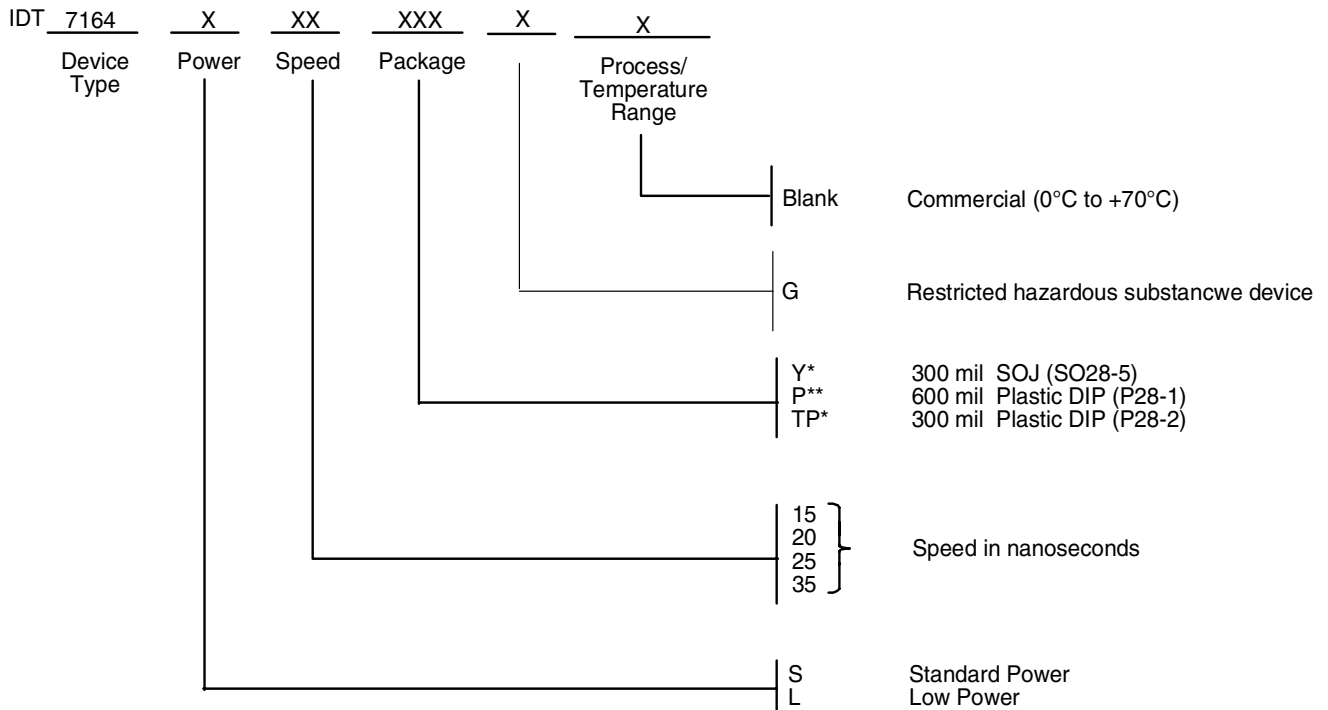 IDT 7164 X XX XXX X X
Device Type Power Speed Package Process/ Temperature Range
Blank Commercial (0°C to +70°C)
G Restricted hazardous substancwe device
Y* 300 mil SOJ (SO28-5)
P** 600 mil Plastic DIP (P28-1)
TP* 300 mil Plastic DIP (P28-2)
15
20
Speed in nanoseconds
25
35
S Standard Power
L Low Power